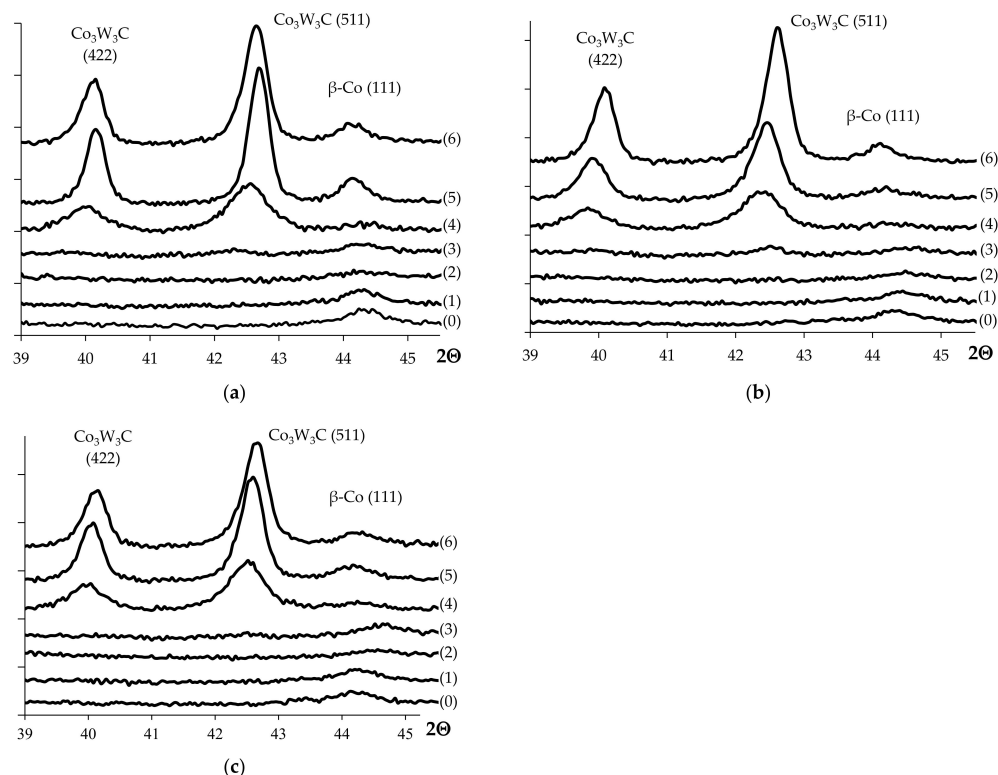 Co₃W₃C (511)
Co₃W₃C
(422)
β-Co (111)
(6)
(5)
(4)
(3)
(2)
(1)
(0)
39 40 41 42 43 44 45 2Θ
(a)
Co₃W₃C (511)
Co₃W₃C
(422)
β-Co (111)
(6)
(5)
(4)
(3)
(2)
(1)
(0)
39 40 41 42 43 44 45 2Θ
(b)
Co₃W₃C (511)
Co₃W₃C
(422)
β-Co (111)
(6)
(5)
(4)
(3)
(2)
(1)
(0)
39 40 41 42 43 44 45 2Θ
(c)